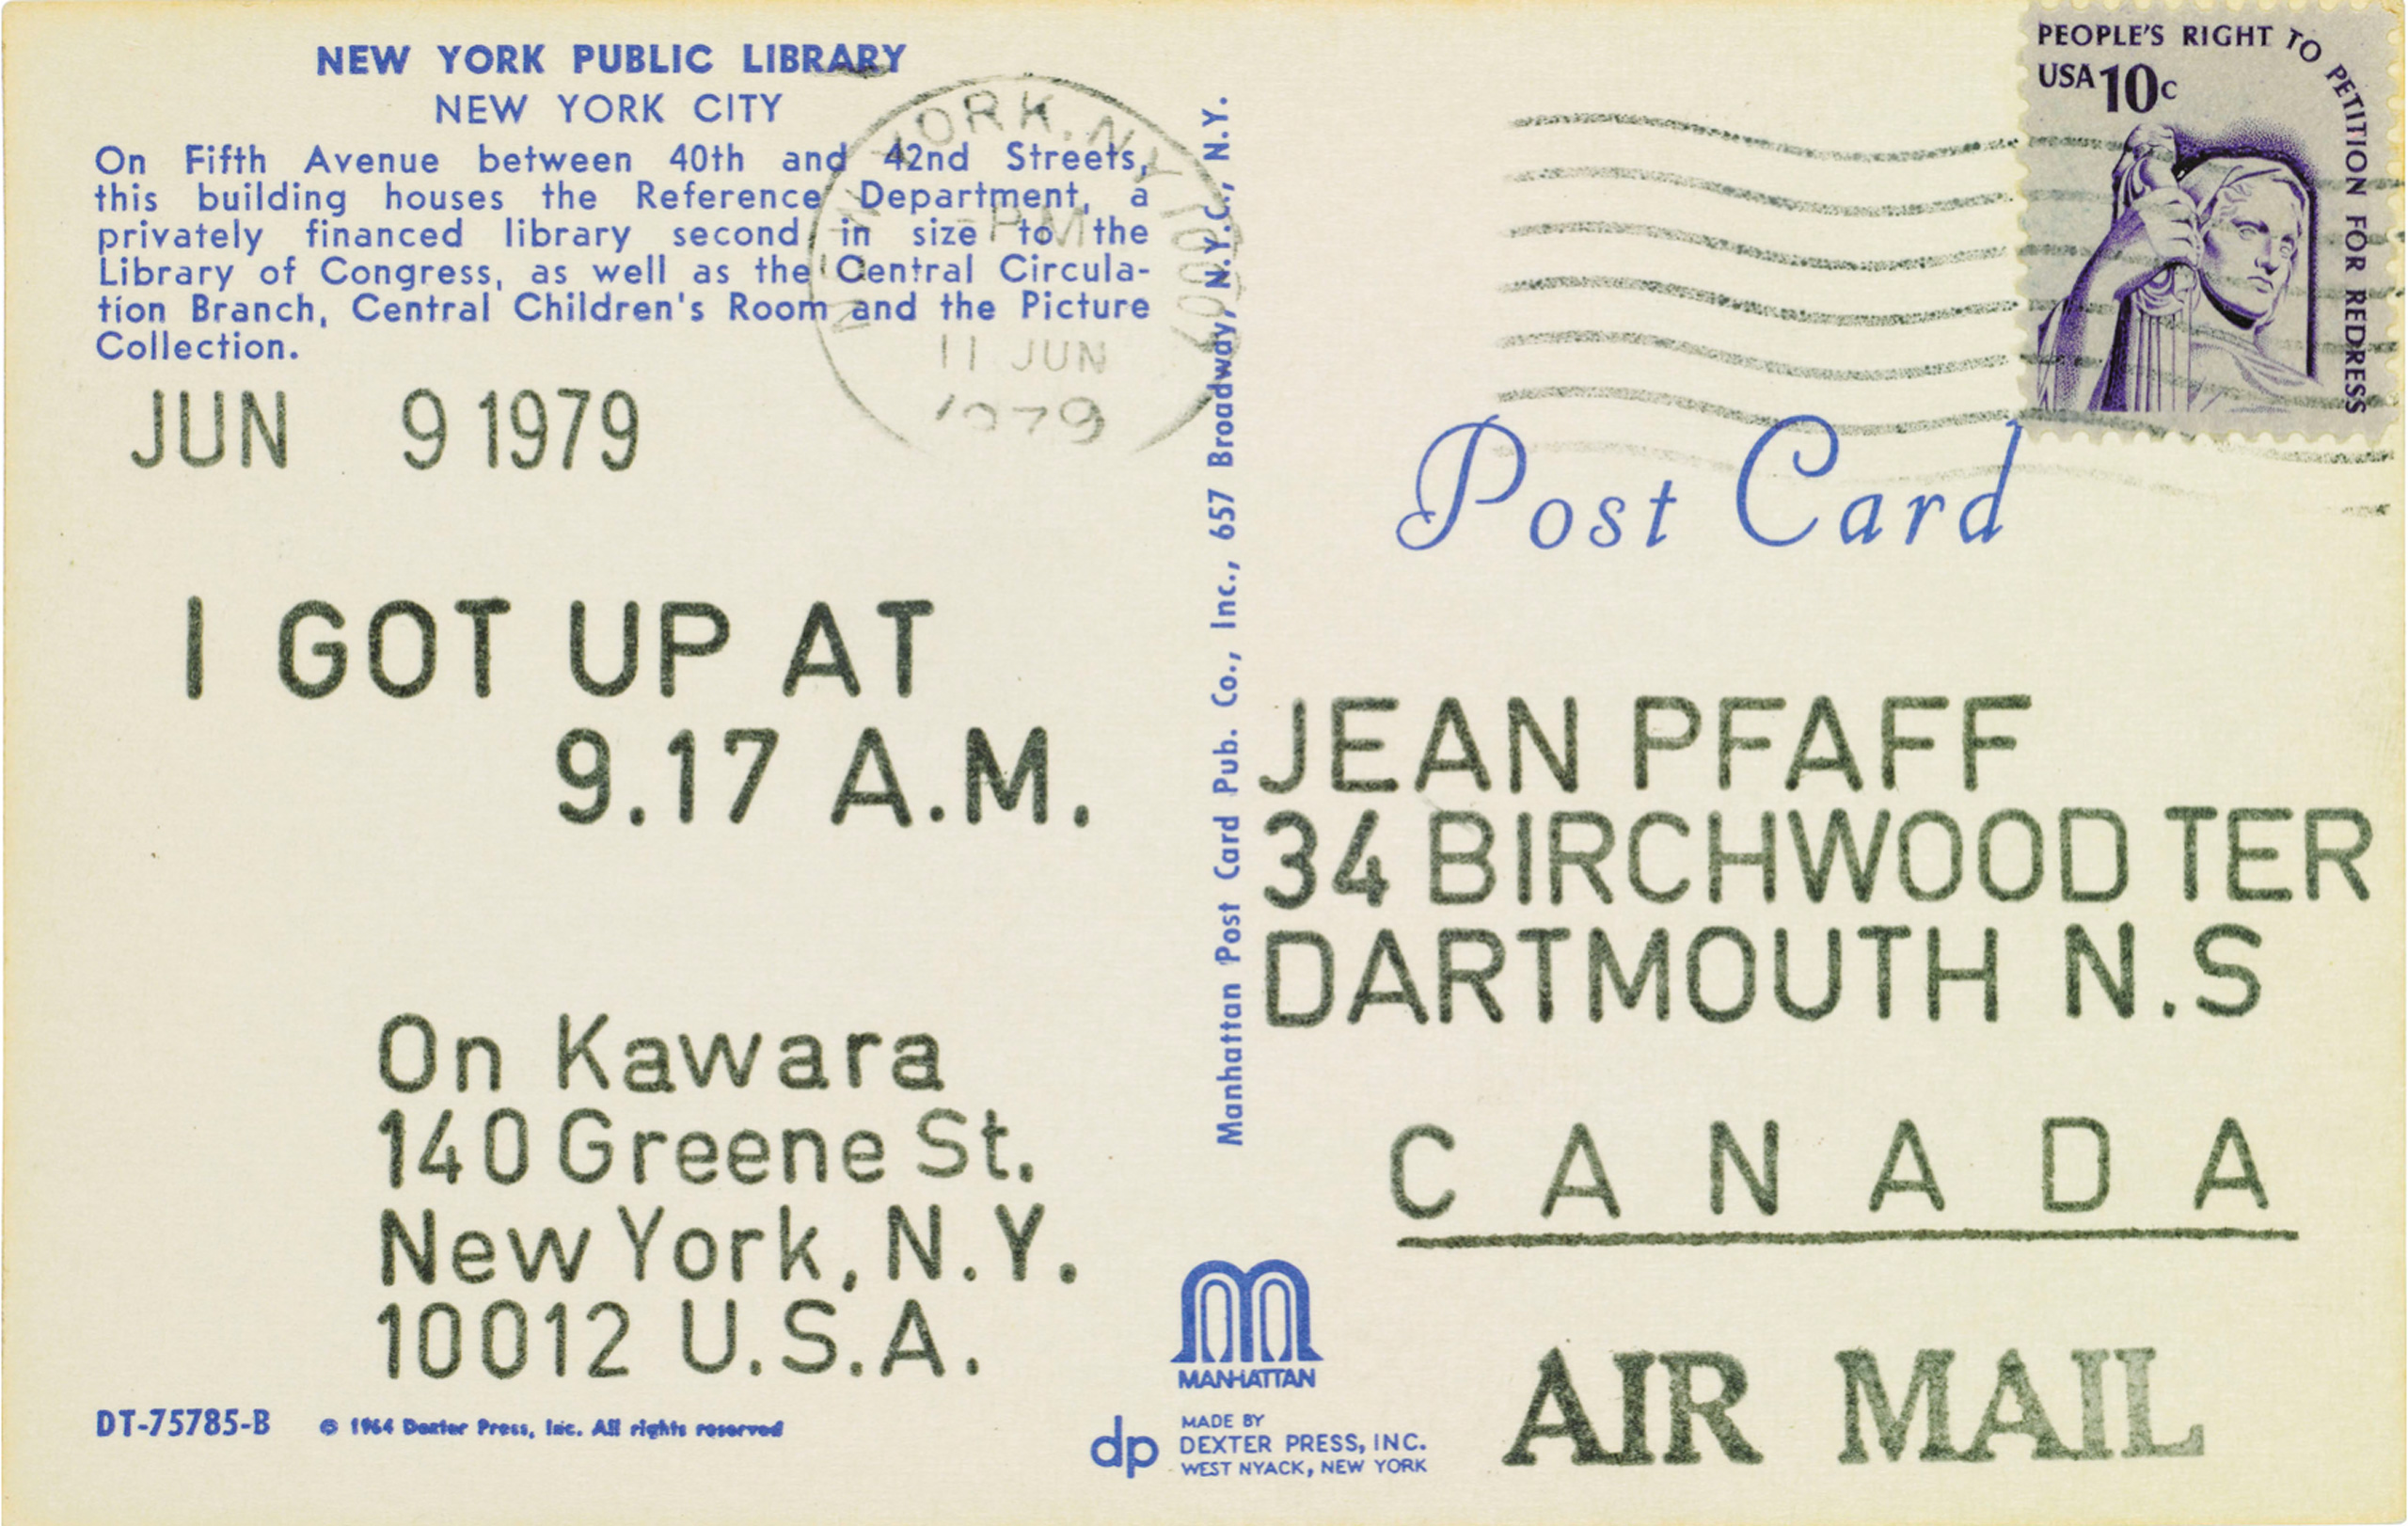 NEW YORK PUBLIC LIBRARY
NEW YORK CITY
On Fifth Avenue between 40th and 42nd Streets,
this building houses the Reference Department, a
privately financed library second in size to the
Library of Congress, as well as the Central Circula-
tion Branch, Central Children's Room and the Picture
Collection.
NEW YORK, NY
PM
11 JUN
1979
JUN 9 1979
I GOT UP AT
9.17 A.M.
On Kawara
140 Greene St.
New York, N.Y.
10012 U.S.A.
DT-75785-B
© 1964 Dexter Press, Inc. All rights reserved
Manhattan Post Card Pub. Co., Inc., 657 Broadway, N.Y.C., N.Y.
MANHATTAN
dp
MADE BY
DEXTER PRESS, INC.
WEST NYACK, NEW YORK
PEOPLE'S RIGHT TO PETITION FOR REDRESS
USA 10c
Post Card
JEAN PFAFF
34 BIRCHWOOD TER
DARTMOUTH N.S
CANADA
AIR MAIL